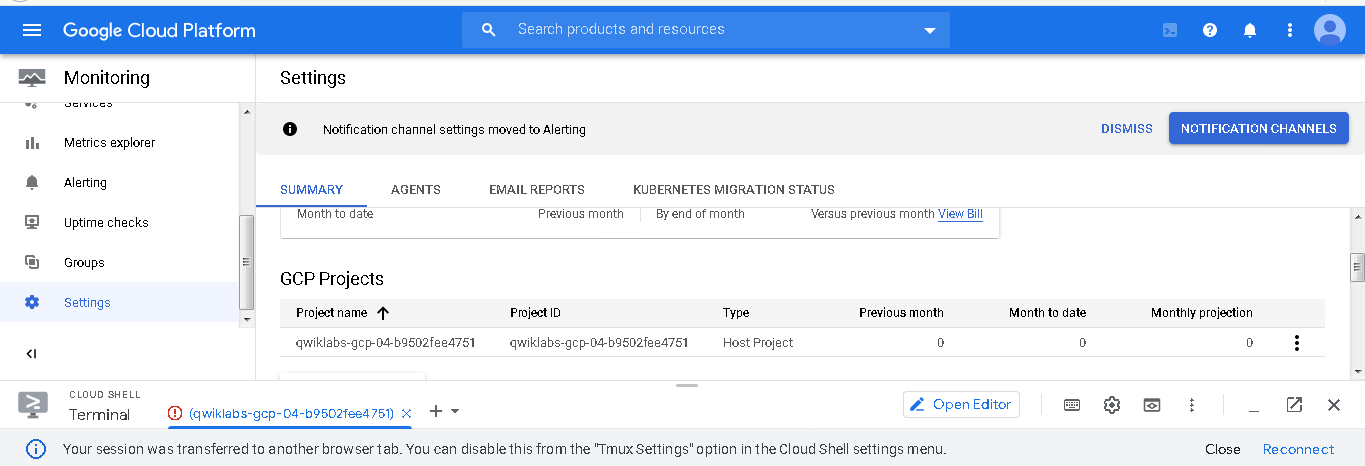 Google Cloud Platform
Search products and resources
Monitoring
Settings
Services
Metrics explorer
Alerting
Uptime checks
Groups
Settings
Notification channel settings moved to Alerting
DISMISS
NOTIFICATION CHANNELS
SUMMARY AGENTS EMAIL REPORTS KUBERNETES MIGRATION STATUS
Month to date Previous month By end of month Versus previous month View Bill
GCP Projects
Project name Project ID Type Previous month Month to date Monthly projection
qwiklabs-gcp-04-b9502fee4751 qwiklabs-gcp-04-b9502fee4751 Host Project 0 0 0
CLOUD SHELL
Terminal
(qwiklabs-gcp-04-b9502fee4751)
Open Editor
Your session was transferred to another browser tab. You can disable this from the "Tmux Settings" option in the Cloud Shell settings menu.
Close
Reconnect